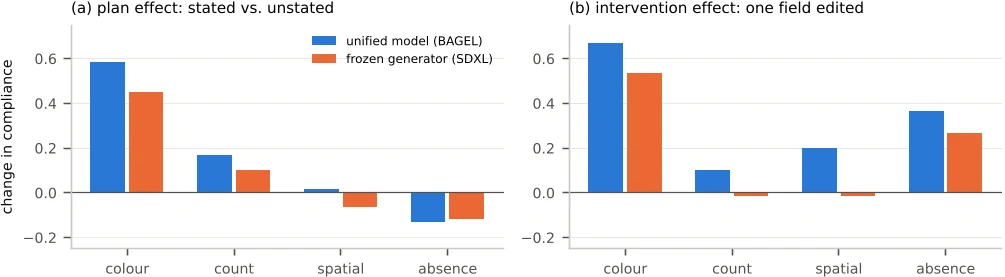 (a) plan effect: stated vs. unstated
unified model (BAGEL)
frozen generator (SDXL)
change in compliance
0.6
0.4
0.2
0.0
−0.2
colour
count
spatial
absence
(b) intervention effect: one field edited
0.6
0.4
0.2
0.0
−0.2
colour
count
spatial
absence